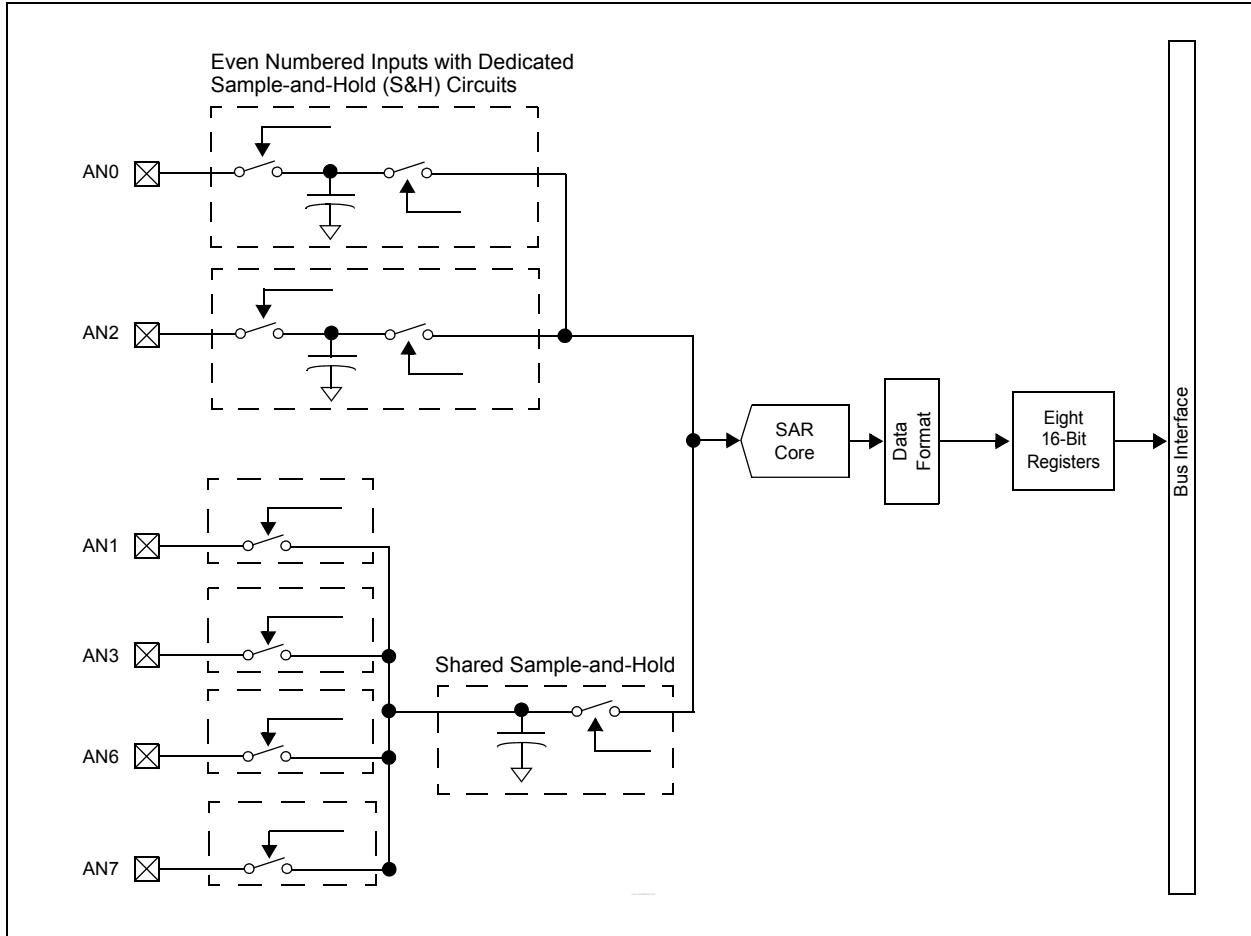 Even Numbered Inputs with Dedicated
Sample-and-Hold (S&H) Circuits
AN0
AN2
SAR
Core
Data
Format
Eight
16-Bit
Registers
Bus Interface
AN1
AN3
Shared Sample-and-Hold
AN6
AN7